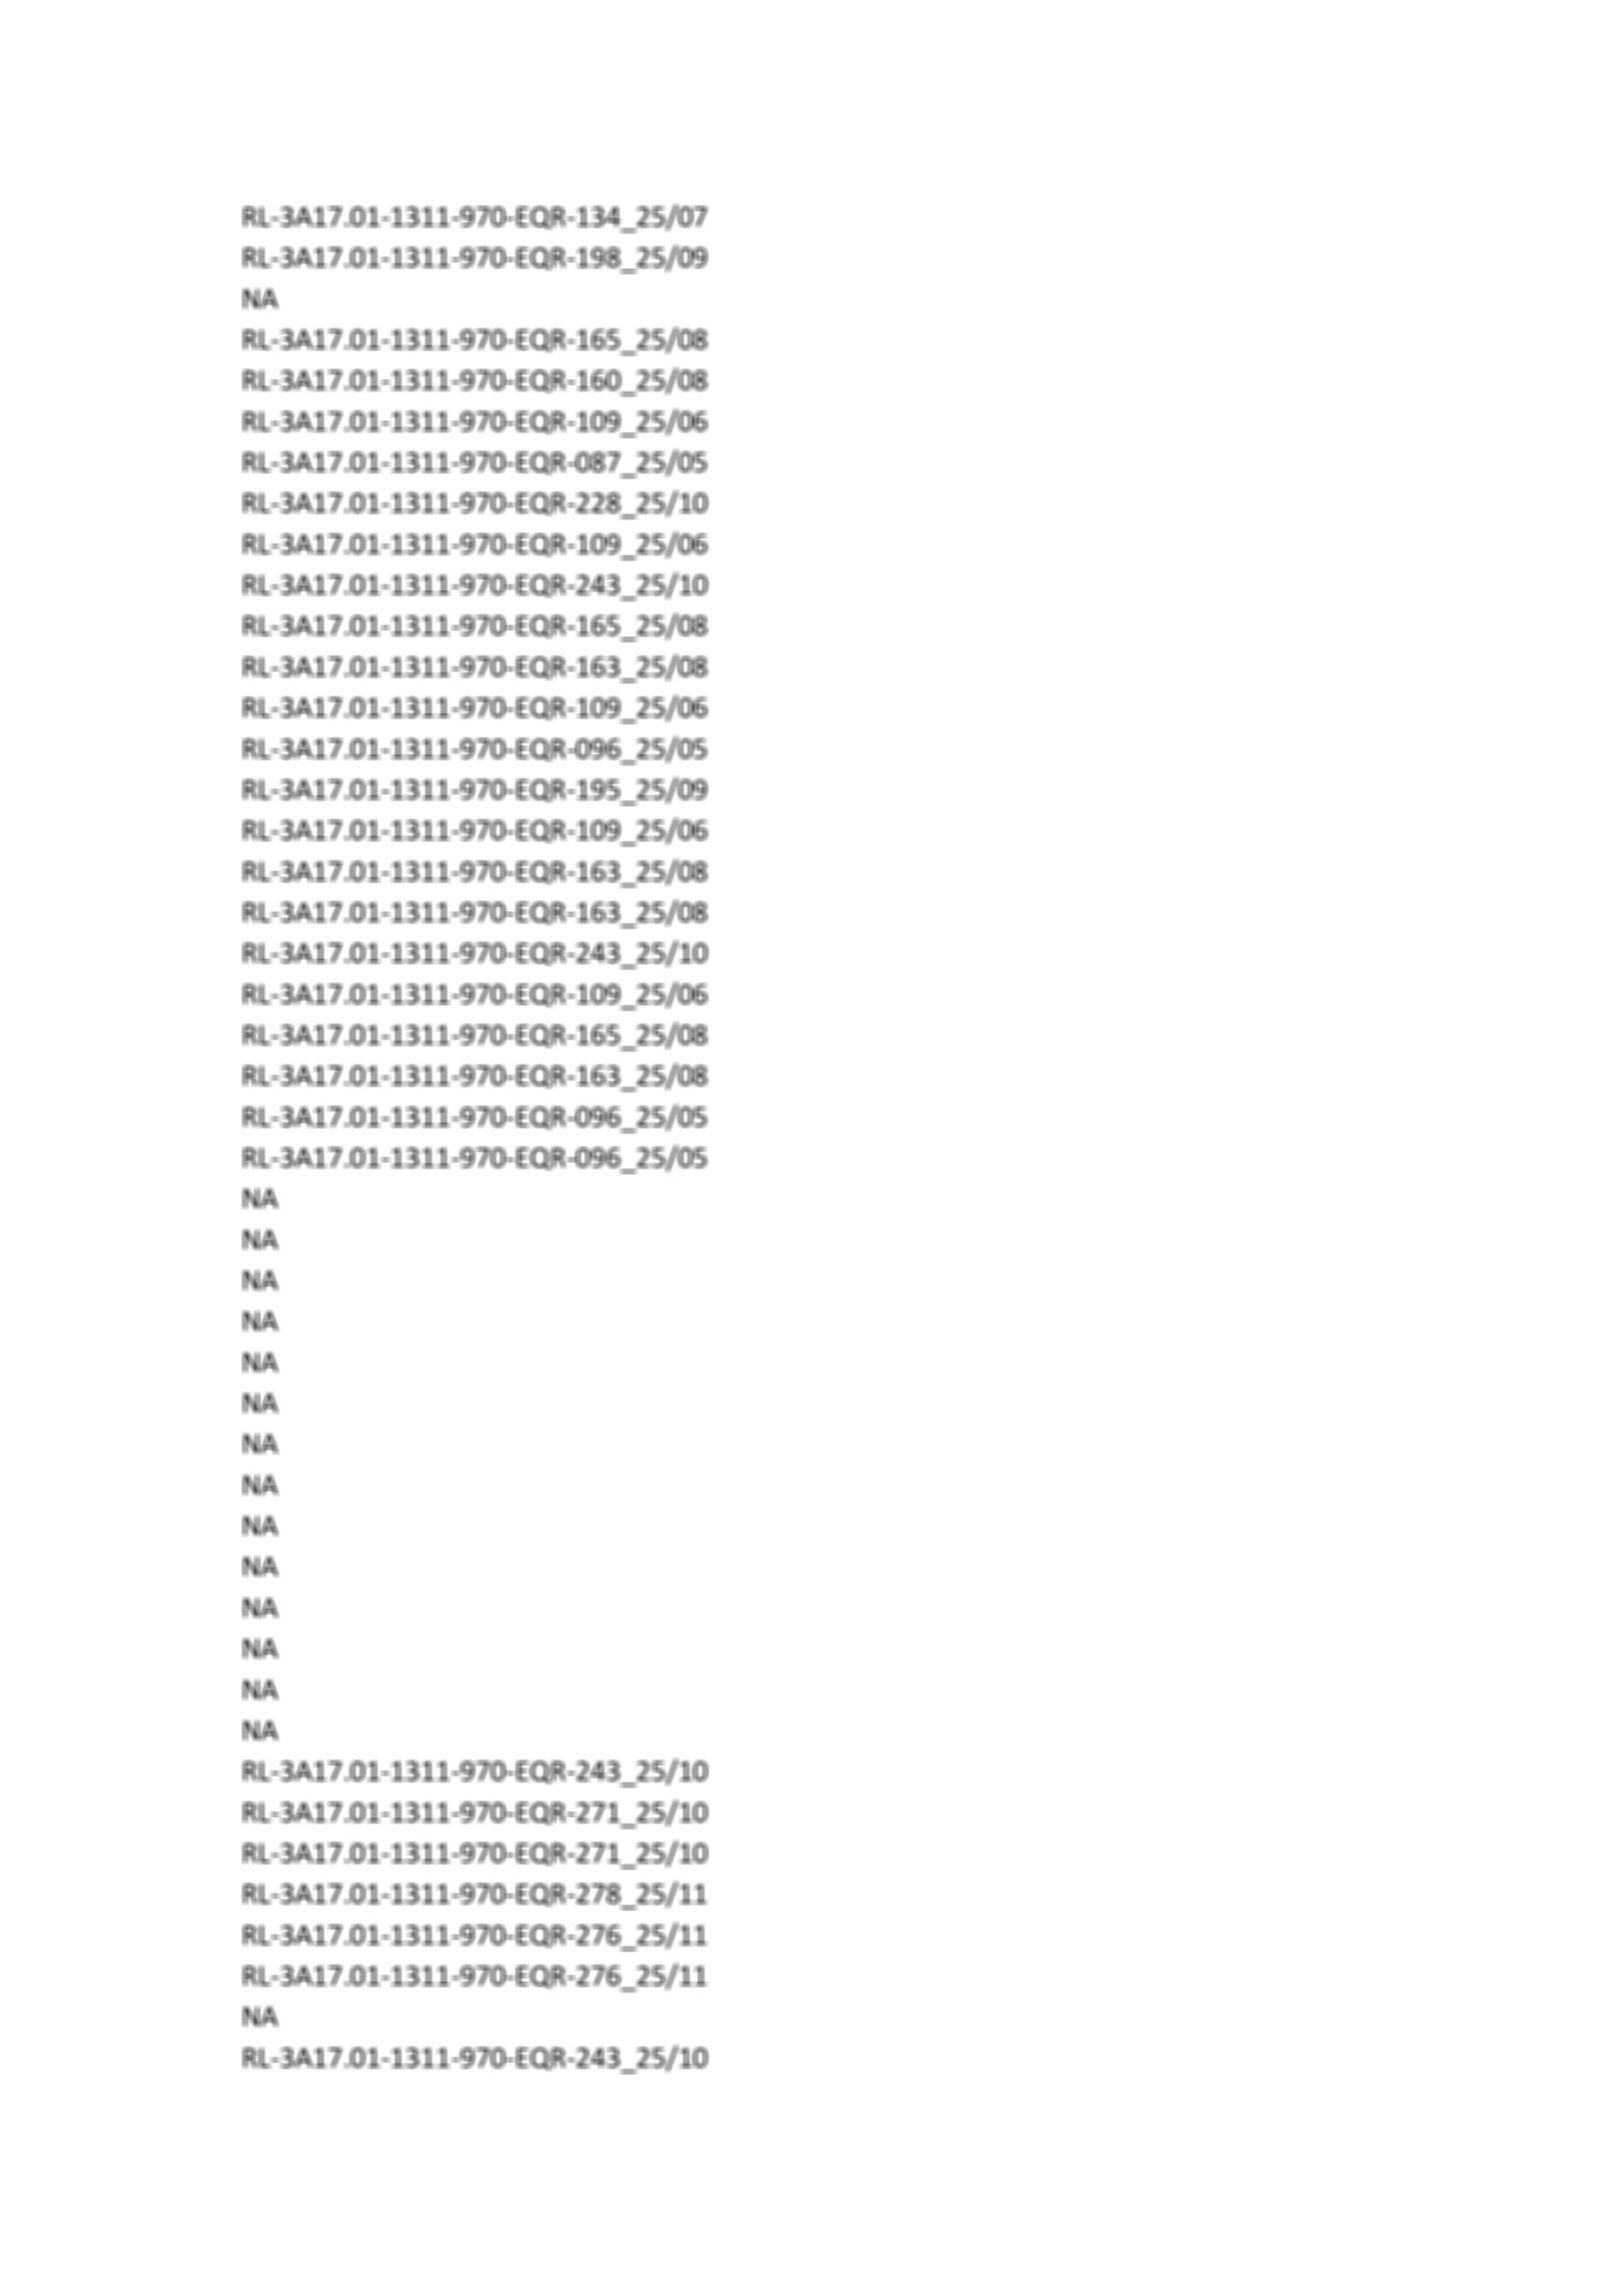 RL-3A17.01-1311-970-EQR-134_25/07
RL-3A17.01-1311-970-EQR-198_25/09
NA
RL-3A17.01-1311-970-EQR-165_25/08
RL-3A17.01-1311-970-EQR-160_25/08
RL-3A17.01-1311-970-EQR-109_25/06
RL-3A17.01-1311-970-EQR-087_25/05
RL-3A17.01-1311-970-EQR-228_25/10
RL-3A17.01-1311-970-EQR-109_25/06
RL-3A17.01-1311-970-EQR-243_25/10
RL-3A17.01-1311-970-EQR-165_25/08
RL-3A17.01-1311-970-EQR-163_25/08
RL-3A17.01-1311-970-EQR-109_25/06
RL-3A17.01-1311-970-EQR-096_25/05
RL-3A17.01-1311-970-EQR-195_25/09
RL-3A17.01-1311-970-EQR-109_25/06
RL-3A17.01-1311-970-EQR-163_25/08
RL-3A17.01-1311-970-EQR-163_25/08
RL-3A17.01-1311-970-EQR-243_25/10
RL-3A17.01-1311-970-EQR-109_25/06
RL-3A17.01-1311-970-EQR-165_25/08
RL-3A17.01-1311-970-EQR-163_25/08
RL-3A17.01-1311-970-EQR-096_25/05
RL-3A17.01-1311-970-EQR-096_25/05
NA
NA
NA
NA
NA
NA
NA
NA
NA
NA
NA
NA
NA
NA
RL-3A17.01-1311-970-EQR-243_25/10
RL-3A17.01-1311-970-EQR-271_25/10
RL-3A17.01-1311-970-EQR-271_25/10
RL-3A17.01-1311-970-EQR-278_25/11
RL-3A17.01-1311-970-EQR-276_25/11
RL-3A17.01-1311-970-EQR-276_25/11
NA
RL-3A17.01-1311-970-EQR-243_25/10